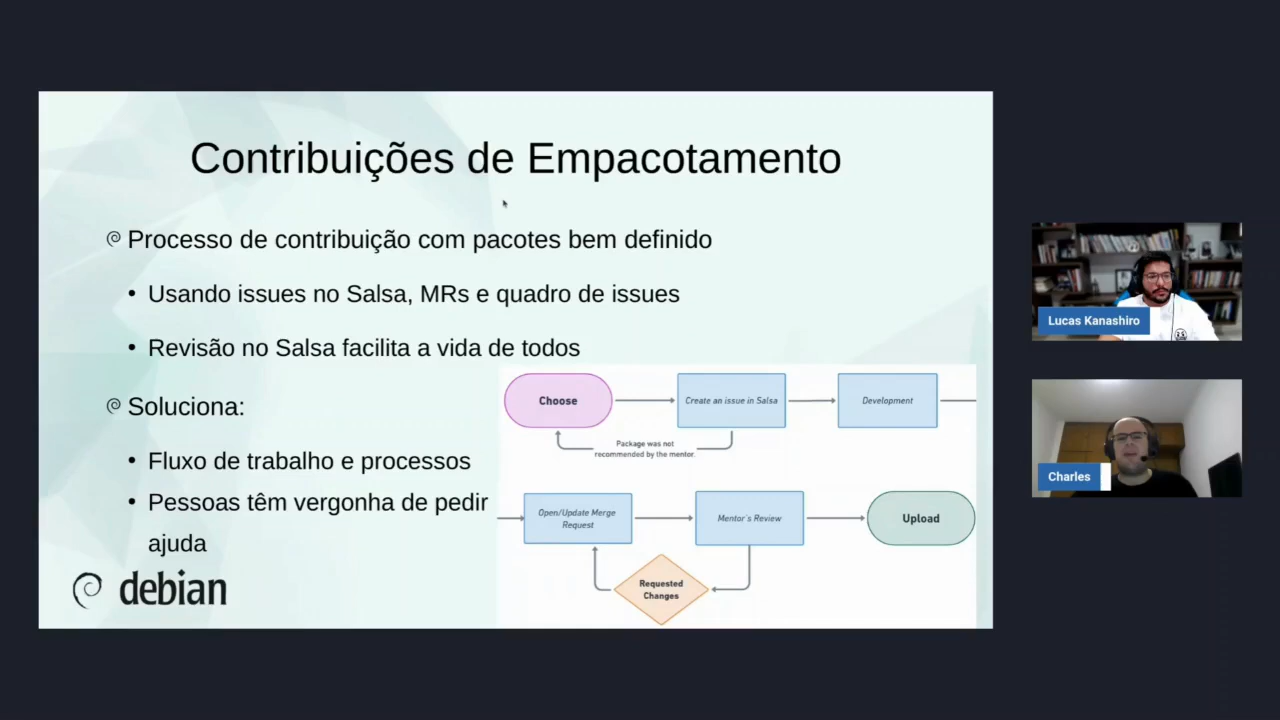 Contribuições de Empacotamento
Processo de contribuição com pacotes bem definido
Usando issues no Salsa, MRs e quadro de issues
Revisão no Salsa facilita a vida de todos
Soluciona:
Fluxo de trabalho e processos
Pessoas têm vergonha de pedir
ajuda
debian
Choose
Create an issue in Salsa
Development
Package was not
recommended by the mentor.
Open/Update Merge
Request
Mentor's Review
Upload
Requested
Changes
Lucas Kanashiro
Charles